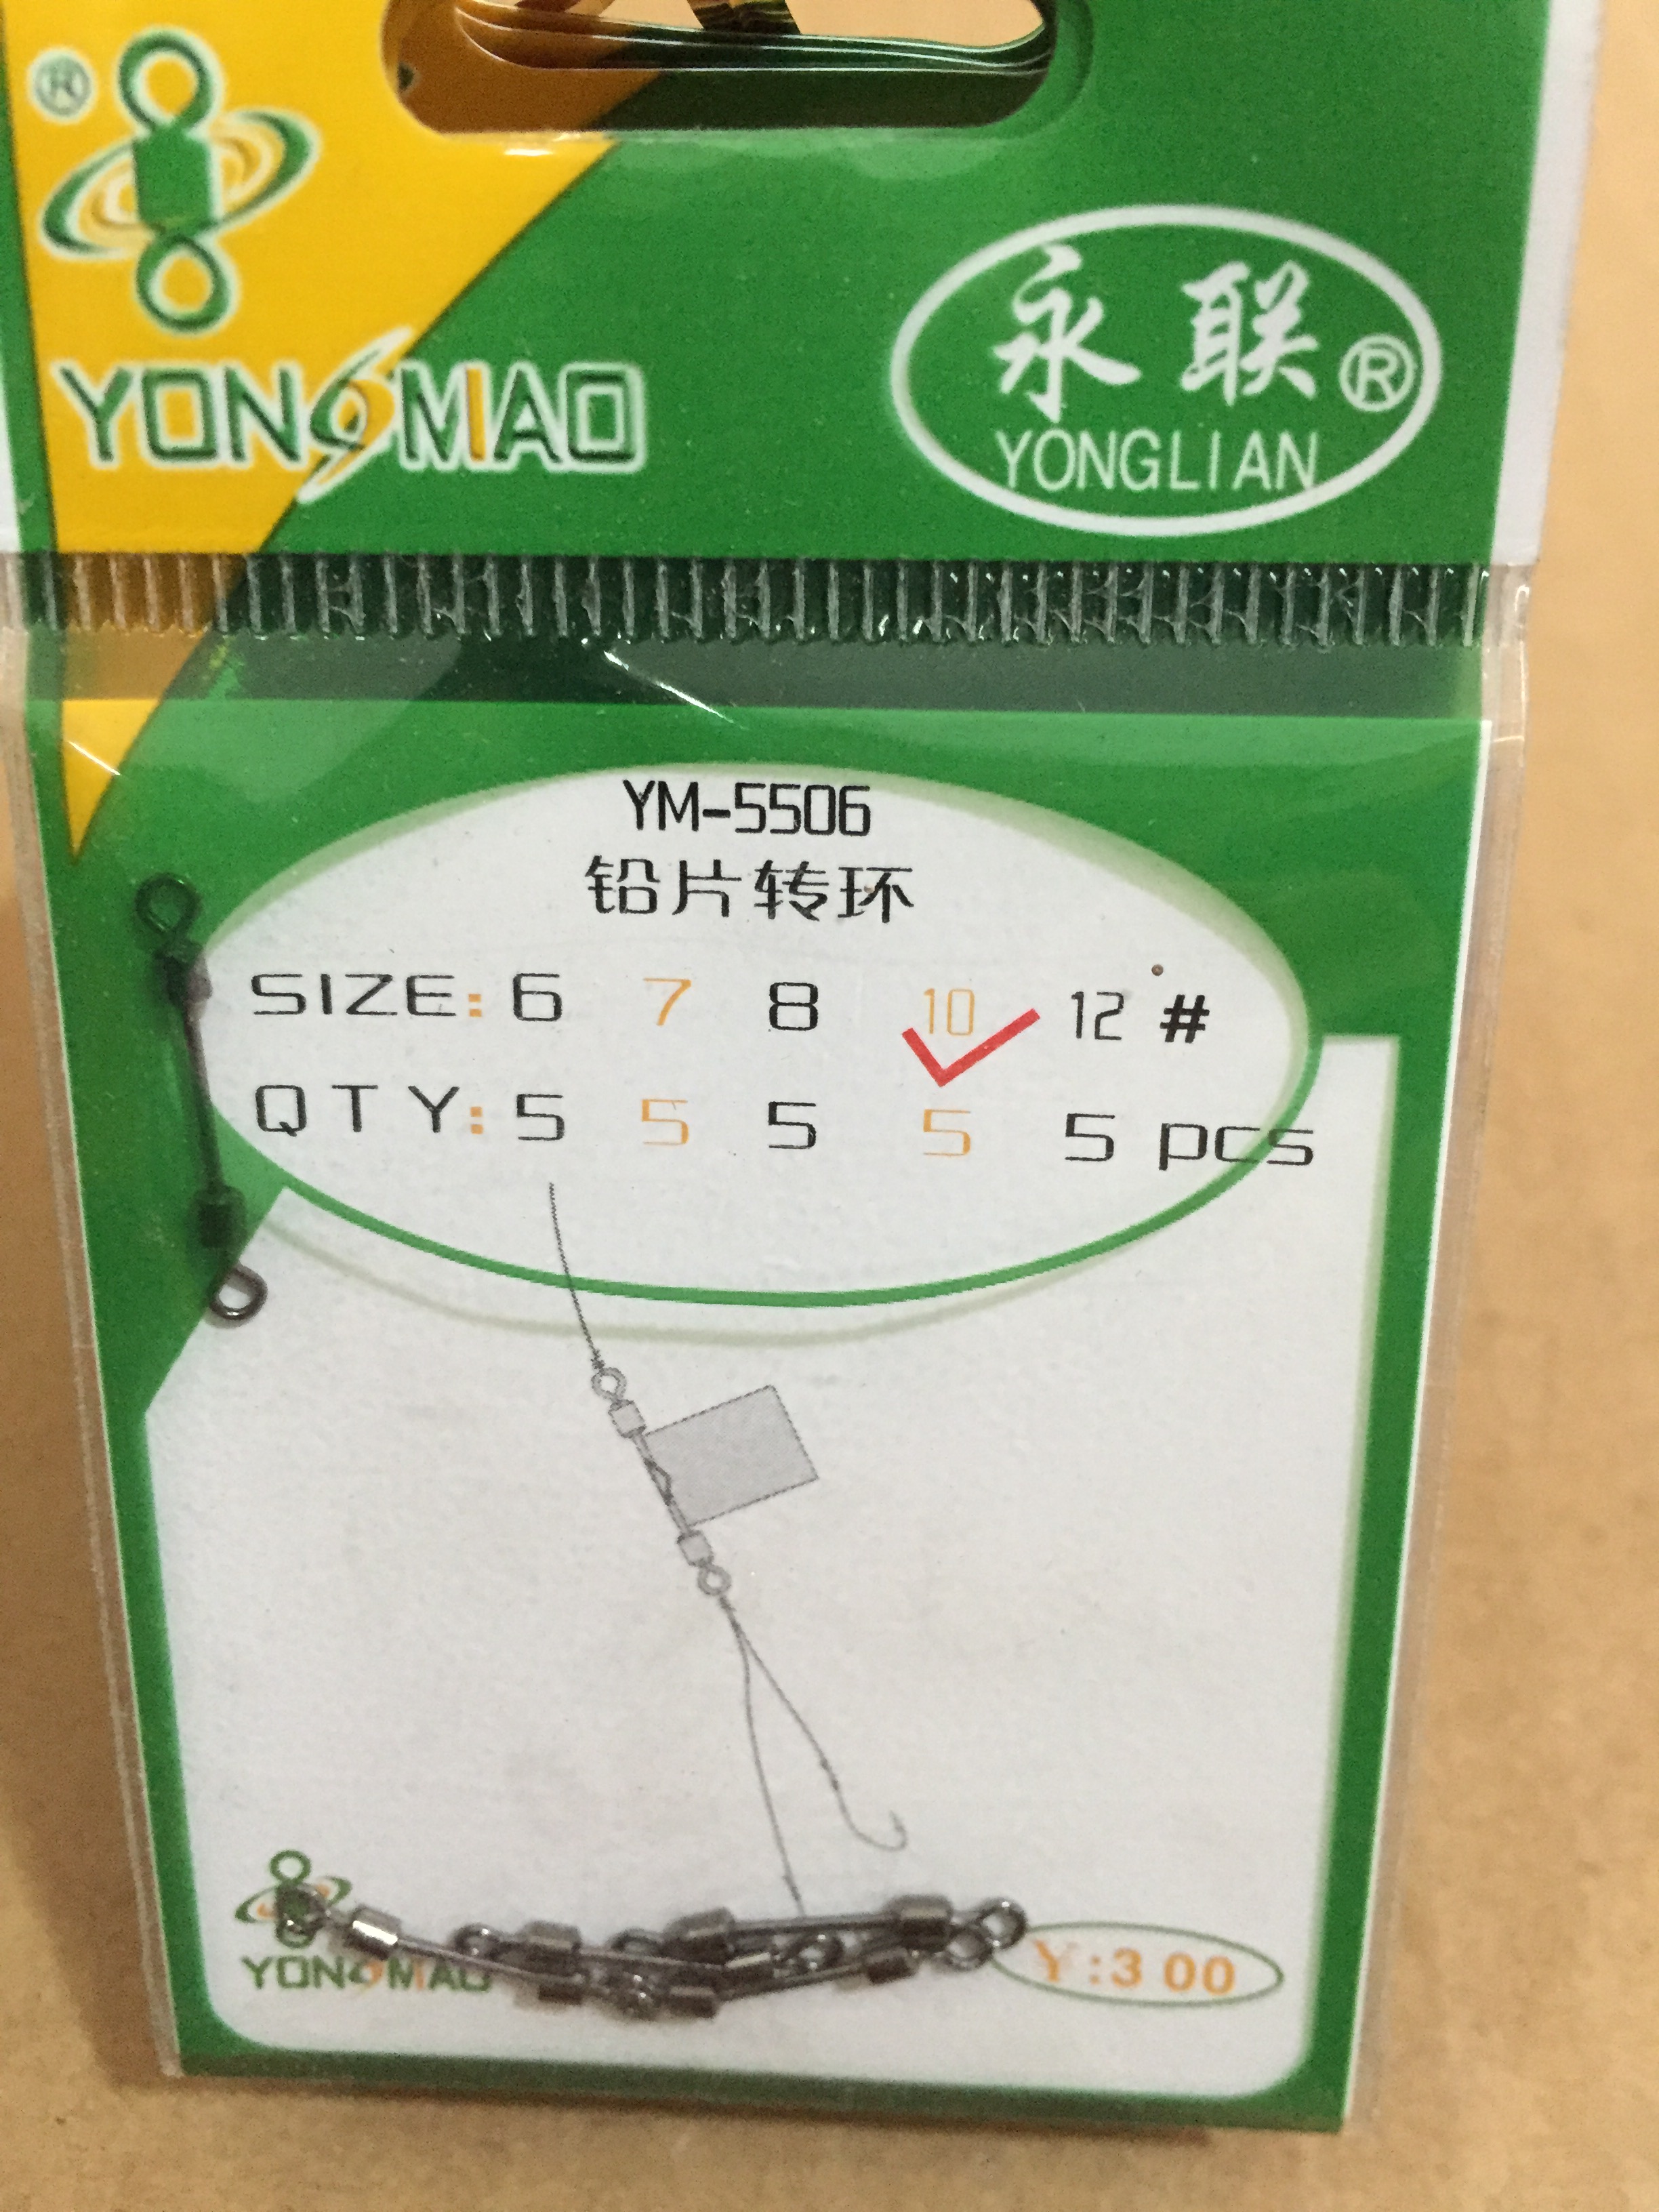 ®
YONGMAO
永联®
YONGLIAN
YM-5506
铅片转环
SIZE: 6 7 8 10 12 #
QTY: 5 5 5 5 5 pcs
YONGMAO
¥:3 00